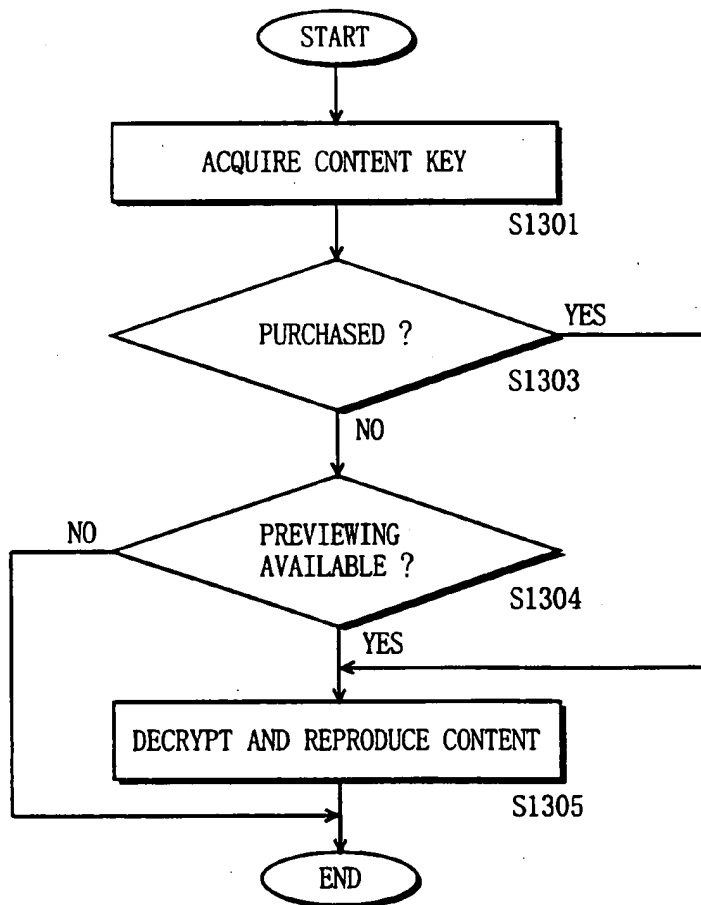 START
ACQUIRE CONTENT KEY
S1301
PURCHASED ?
YES
S1303
NO
NO
PREVIEWING
AVAILABLE ?
S1304
YES
DECRYPT AND REPRODUCE CONTENT
S1305
END